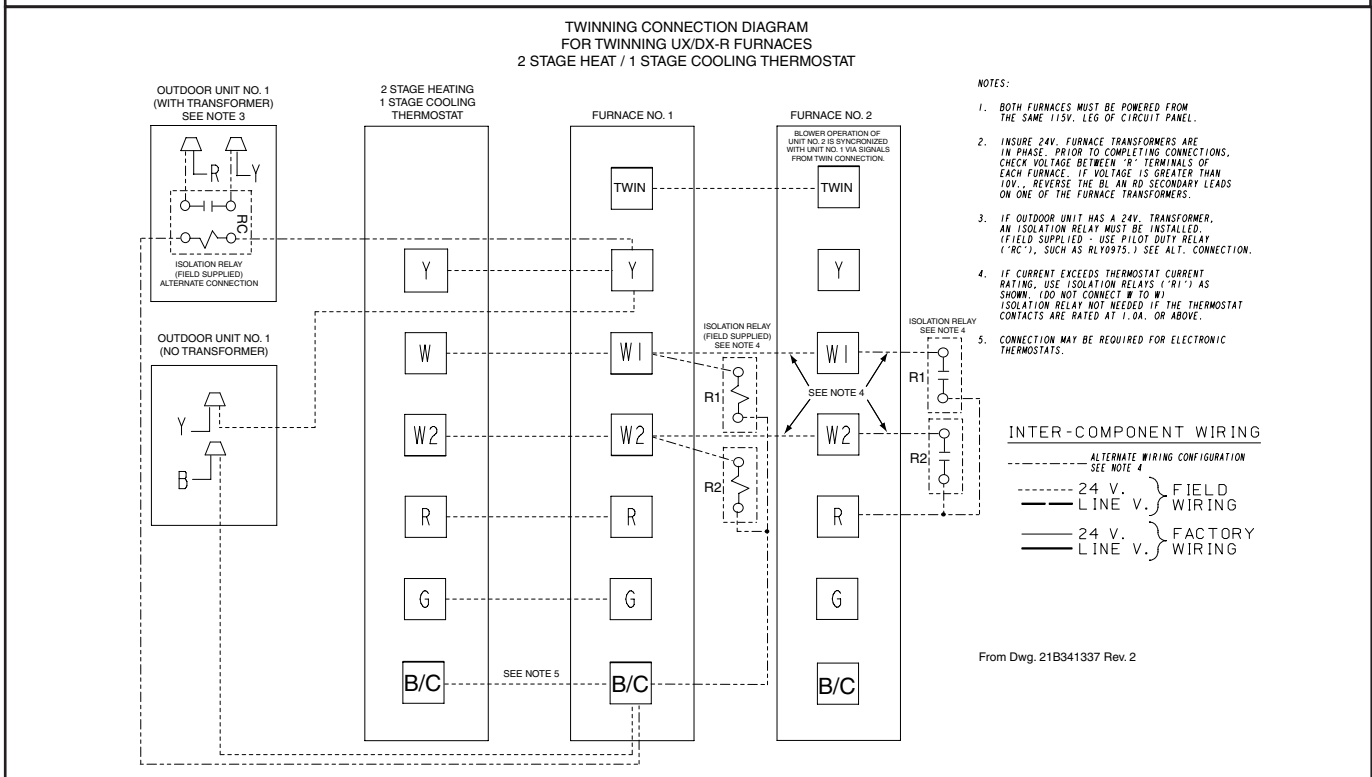 TWINNING CONNECTION DIAGRAM
FOR TWINNING UX/DX-R FURNACES
2 STAGE HEAT / 1 STAGE COOLING THERMOSTAT
OUTDOOR UNIT NO. 1
(WITH TRANSFORMER)
SEE NOTE 3
R
Y
RC
ISOLATION RELAY
(FIELD SUPPLIED)
ALTERNATE CONNECTION
OUTDOOR UNIT NO. 1
(NO TRANSFORMER)
Y
B
2 STAGE HEATING
1 STAGE COOLING
THERMOSTAT
Y
W
W2
R
G
B/C
SEE NOTE 5
FURNACE NO. 1
TWIN
Y
W1
W2
R
G
B/C
ISOLATION RELAY
(FIELD SUPPLIED)
SEE NOTE 4
R1
R2
FURNACE NO. 2
BLOWER OPERATION OF
UNIT NO. 2 IS SYNCRONIZED
WITH UNIT NO. 1 VIA SIGNALS
FROM TWIN CONNECTION.
TWIN
Y
W1
SEE NOTE 4
W2
R
G
B/C
ISOLATION RELAY
SEE NOTE 4
R1
R2
NOTES:
1. BOTH FURNACES MUST BE POWERED FROM
THE SAME 115V. LEG OF CIRCUIT PANEL.
2. INSURE 24V. FURNACE TRANSFORMERS ARE
IN PHASE. PRIOR TO COMPLETING CONNECTIONS,
CHECK VOLTAGE BETWEEN 'R' TERMINALS OF
EACH FURNACE. IF VOLTAGE IS GREATER THAN
10V., REVERSE THE BL AN RD SECONDARY LEADS
ON ONE OF THE FURNACE TRANSFORMERS.
3. IF OUTDOOR UNIT HAS A 24V. TRANSFORMER,
AN ISOLATION RELAY MUST BE INSTALLED.
(FIELD SUPPLIED - USE PILOT DUTY RELAY
('RC'), SUCH AS RLY0975.) SEE ALT. CONNECTION.
4. IF CURRENT EXCEEDS THERMOSTAT CURRENT
RATING, USE ISOLATION RELAYS ('R1') AS
SHOWN. (DO NOT CONNECT W TO W)
ISOLATION RELAY NOT NEEDED IF THE THERMOSTAT
CONTACTS ARE RATED AT 1.0A. OR ABOVE.
5. CONNECTION MAY BE REQUIRED FOR ELECTRONIC
THERMOSTATS.
INTER-COMPONENT WIRING
ALTERNATE WIRING CONFIGURATION
SEE NOTE 4
24 V. FIELD
LINE V. WIRING
24 V. FACTORY
LINE V. WIRING
From Dwg. 21B341337 Rev. 2